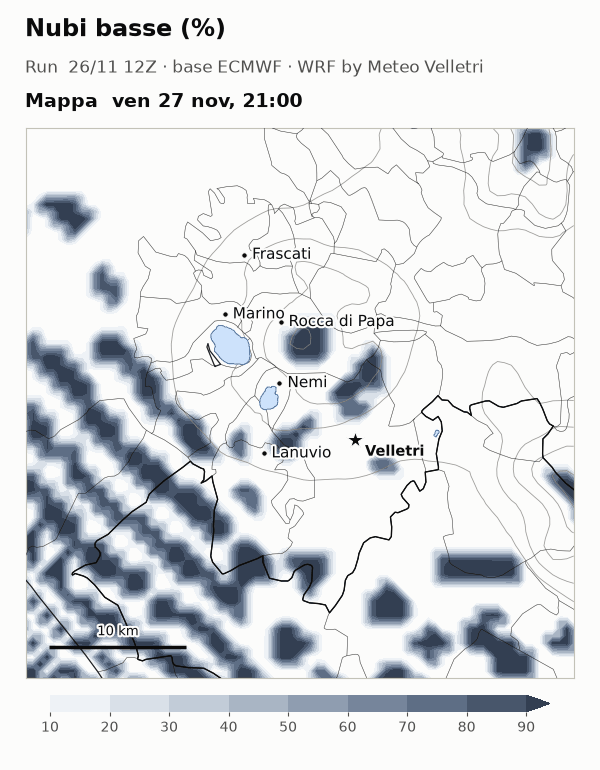 Nubi basse (%)
Run  26/11 12Z · base ECMWF · WRF by Meteo Velletri
Mappa  ven 27 nov, 21:00
Frascati
Marino
Rocca di Papa
Nemi
Velletri
Lanuvio
10 km
10 20 30 40 50 60 70 80 90